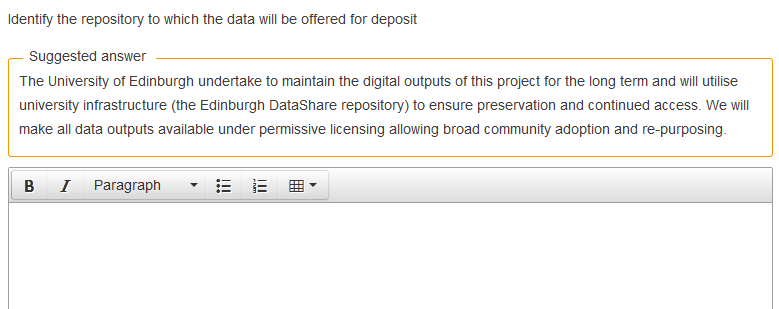 Identify the repository to which the data will be offered for deposit
Suggested answer
The University of Edinburgh undertake to maintain the digital outputs of this project for the long term and will utilise
university infrastructure (the Edinburgh DataShare repository) to ensure preservation and continued access. We will
make all data outputs available under permissive licensing allowing broad community adoption and re-purposing.
B I Paragraph